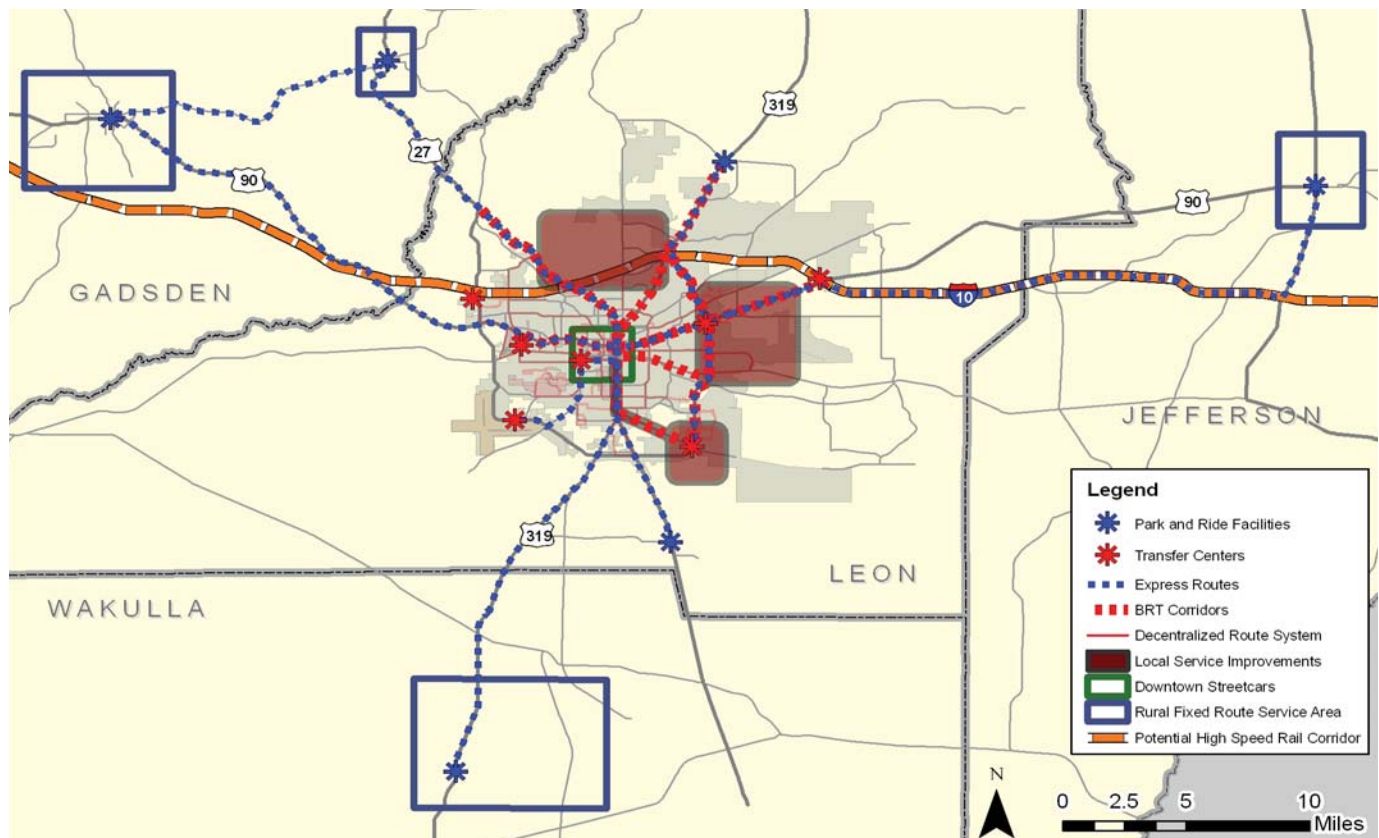 319
27
90
90
GADSDEN
10
JEFFERSON
319
LEON
WAKULLA
Legend
Park and Ride Facilities
Transfer Centers
Express Routes
BRT Corridors
Decentralized Route System
Local Service Improvements
Downtown Streetcars
Rural Fixed Route Service Area
Potential High Speed Rail Corridor
N
0 2.5 5 10
Miles